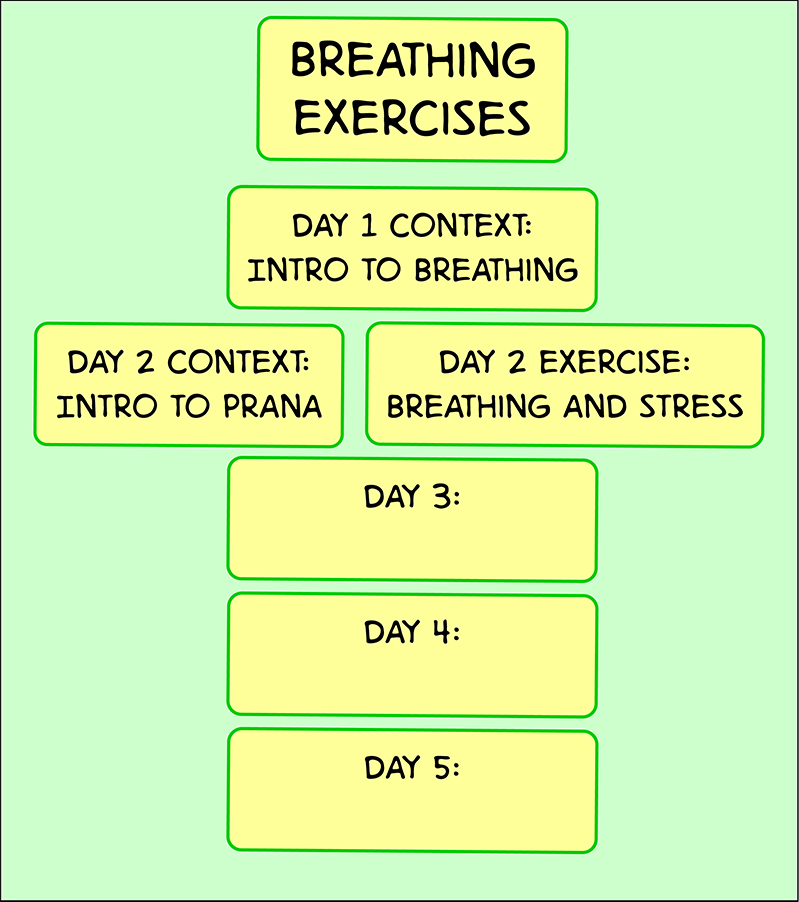 BREATHING
EXERCISES
DAY 1 CONTEXT:
INTRO TO BREATHING
DAY 2 CONTEXT:
INTRO TO PRANA
DAY 2 EXERCISE:
BREATHING AND STRESS
DAY 3:
DAY 4:
DAY 5: